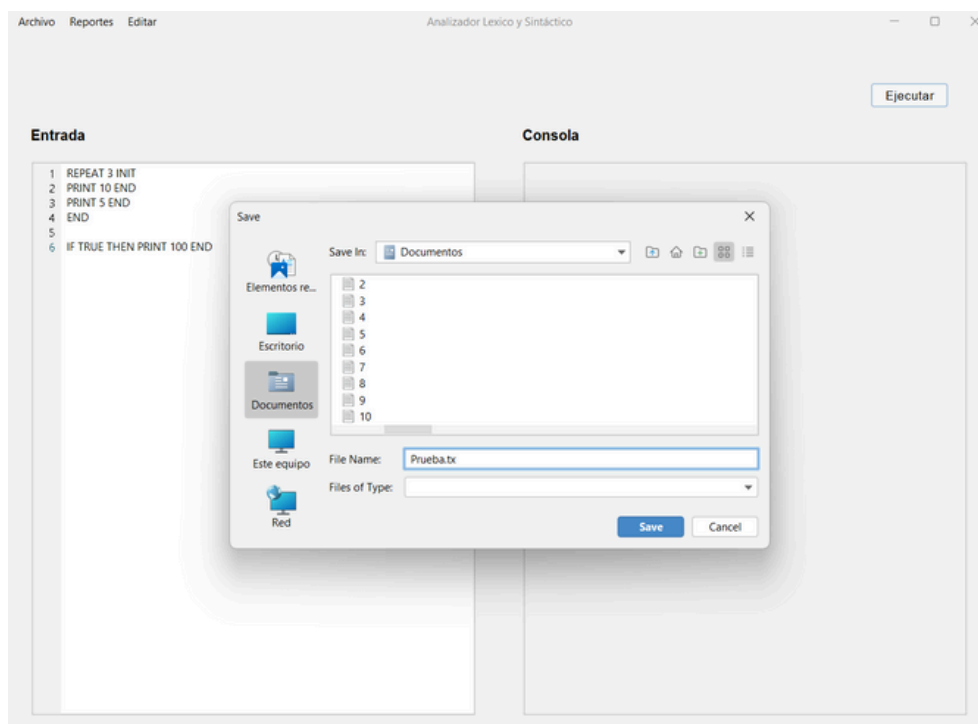 Archivo Reportes Editar Analizador Lexico y Sintáctico
Ejecutar
Entrada Consola
1 REPEAT 3 INIT
2 PRINT 10 END
3 PRINT 5 END
4 END
5
6 IF TRUE THEN PRINT 100 END
Save
Save In: Documentos
Elementos re...
Escritorio
Documentos
Este equipo
Red
2
3
4
5
6
7
8
9
10
File Name: Prueba.tx
Files of Type:
Save Cancel